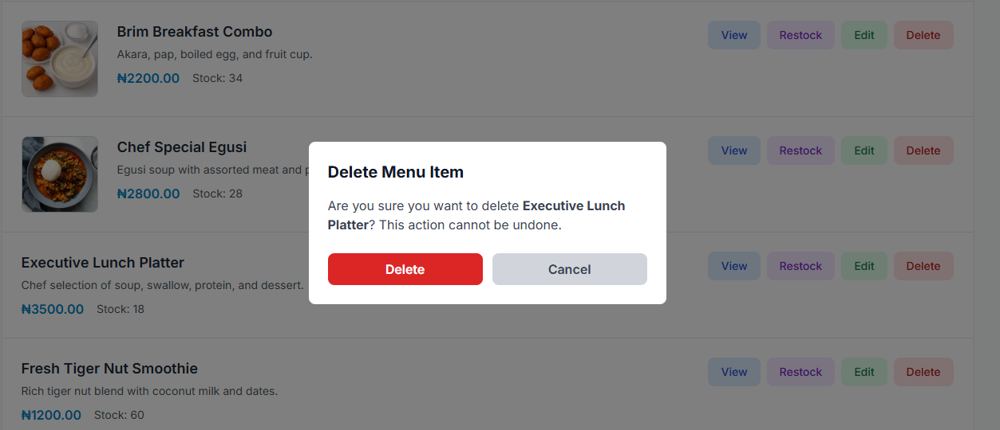 Brim Breakfast Combo
Akara, pap, boiled egg, and fruit cup.
₦2200.00 Stock: 34
View Restock Edit Delete
Chef Special Egusi
Egusi soup with assorted meat and
₦2800.00 Stock: 28
View Restock Edit Delete
Delete Menu Item
Are you sure you want to delete Executive Lunch
Platter? This action cannot be undone.
Delete Cancel
Executive Lunch Platter
Chef selection of soup, swallow, protein, and dessert.
₦3500.00 Stock: 18
View Restock Edit Delete
Fresh Tiger Nut Smoothie
Rich tiger nut blend with coconut milk and dates.
₦1200.00 Stock: 60
View Restock Edit Delete